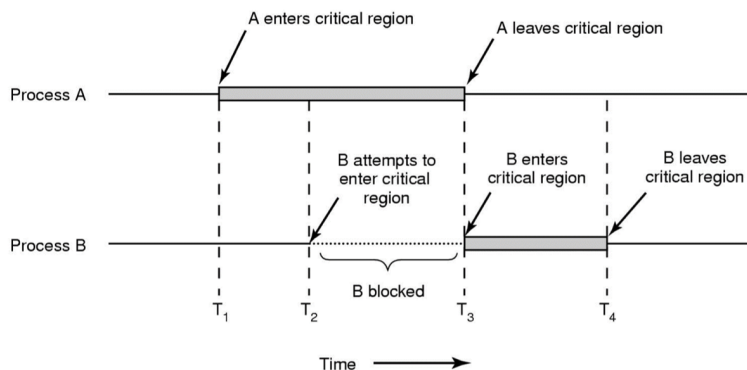 A enters critical region
A leaves critical region
Process A
B attempts to
enter critical
region
B enters
critical region
B leaves
critical region
Process B
B blocked
T1
T2
T3
T4
Time